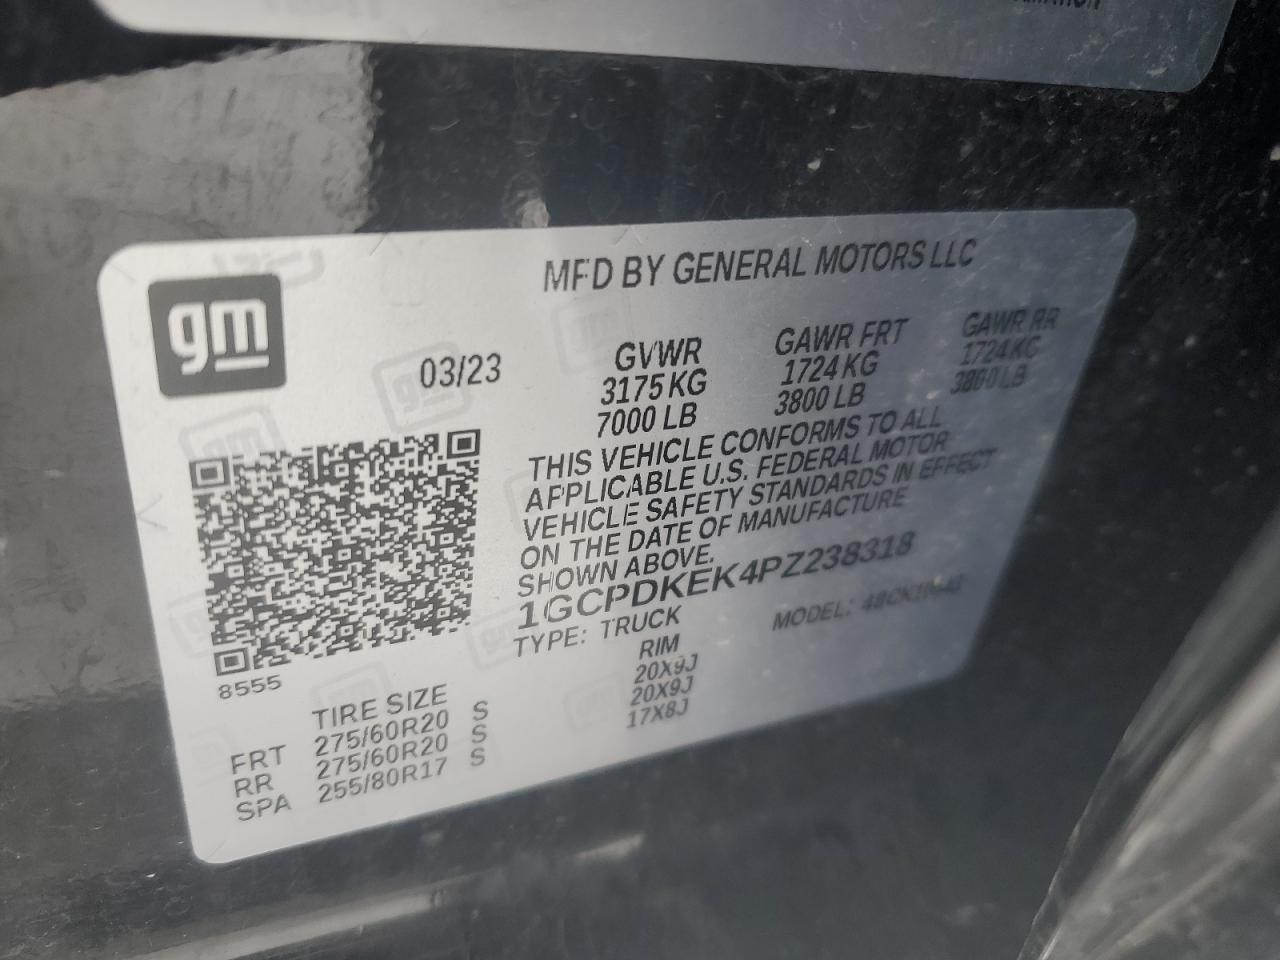 gm
MFD BY GENERAL MOTORS LLC
03/23
GVWR GAWR FRT GAWR RR
3175 KG 1724 KG 1724 KG
7000 LB 3800 LB 3800 LB
THIS VEHICLE CONFORMS TO ALL
APPLICABLE U.S. FEDERAL MOTOR
VEHICLE SAFETY STANDARDS IN EFFECT
ON THE DATE OF MANUFACTURE
SHOWN ABOVE.
1GCPDKEK4PZ238318
TYPE: TRUCK MODEL:
8555
TIRE SIZE RIM
FRT 275/60R20 S 20X9J
RR 275/60R20 S 20X9J
SPA 255/80R17 S 17X8J